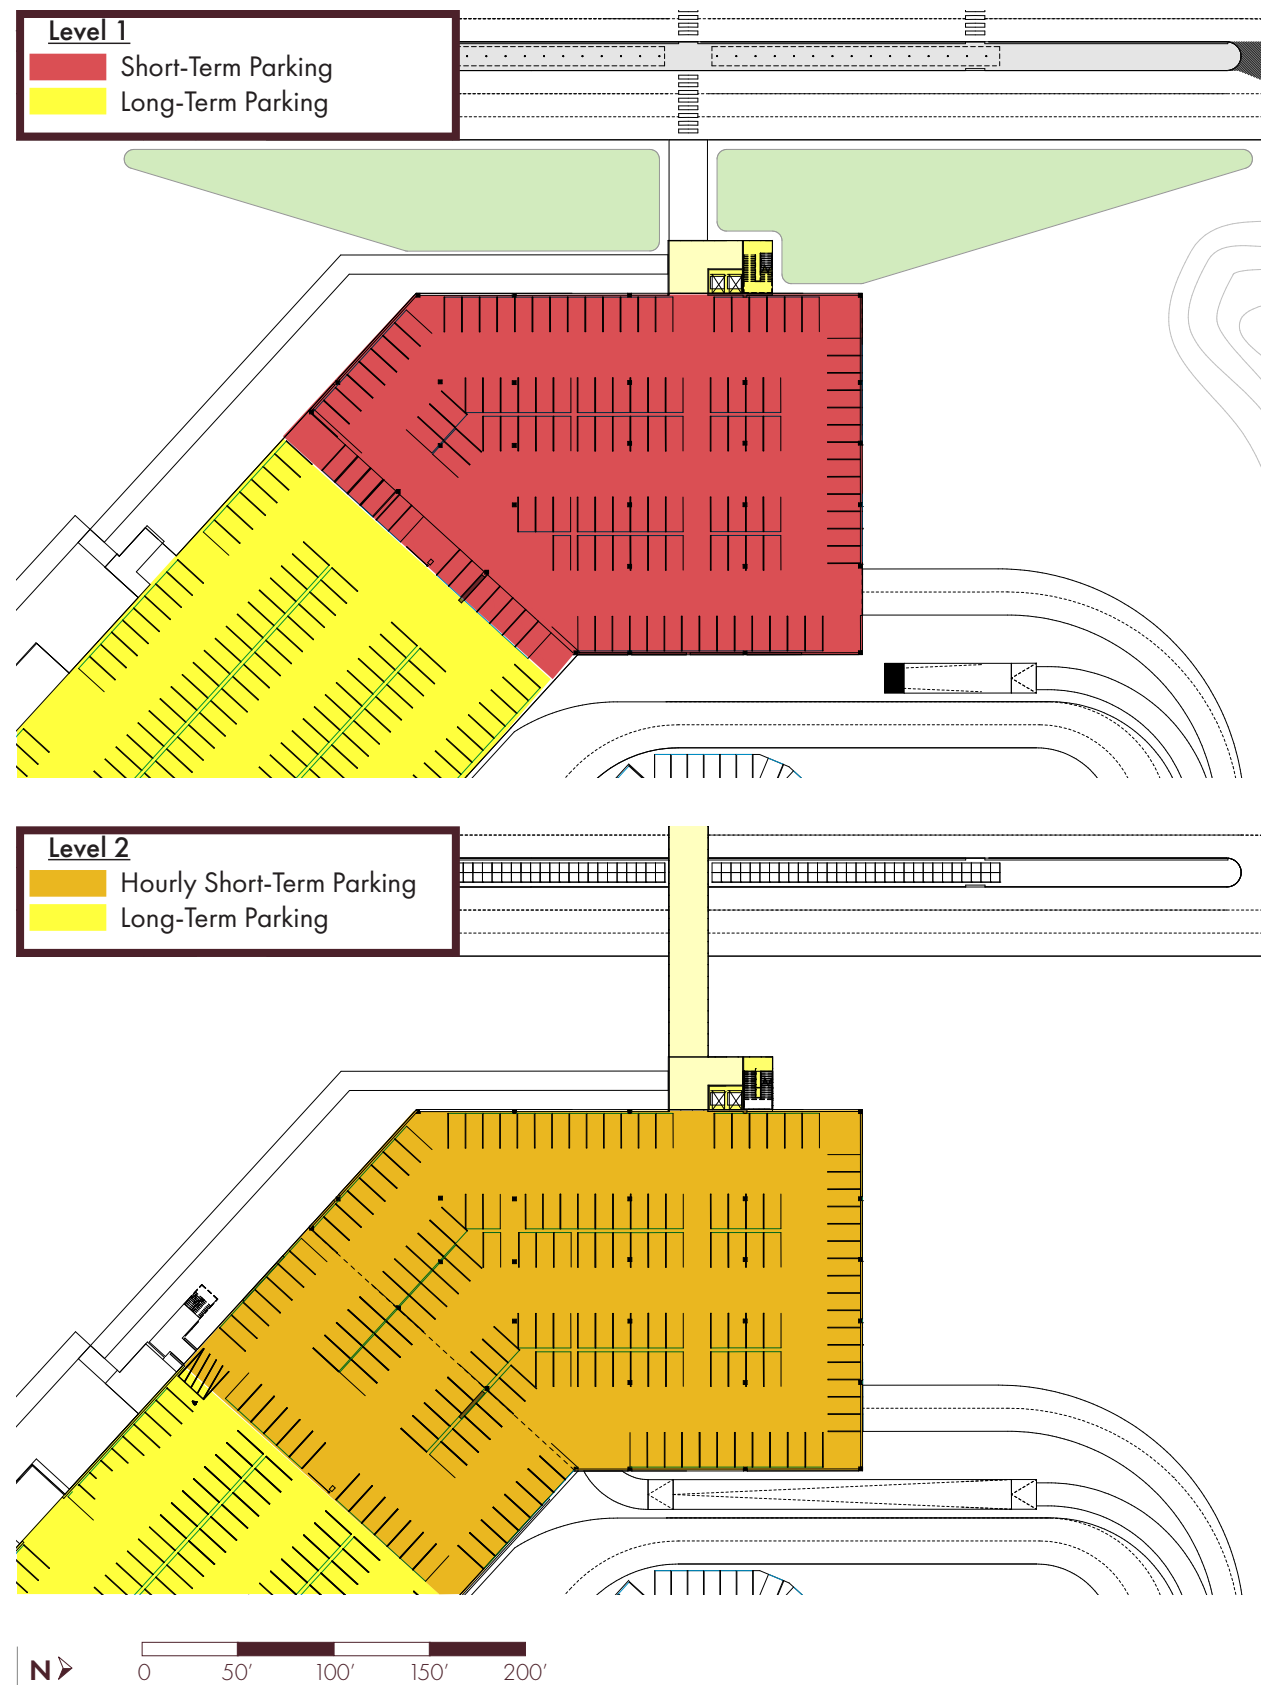 Level 1
Short-Term Parking
Long-Term Parking
Level 2
Hourly Short-Term Parking
Long-Term Parking
N
0 50' 100' 150' 200'